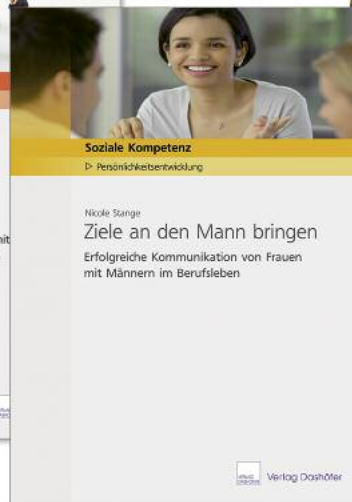 Soziale Kompetenz
▷ Persönlichkeitsentwicklung
Nicole Stange
Ziele an den Mann bringen
Erfolgreiche Kommunikation von Frauen
mit Männern im Berufsleben
Verlag Dashöfer